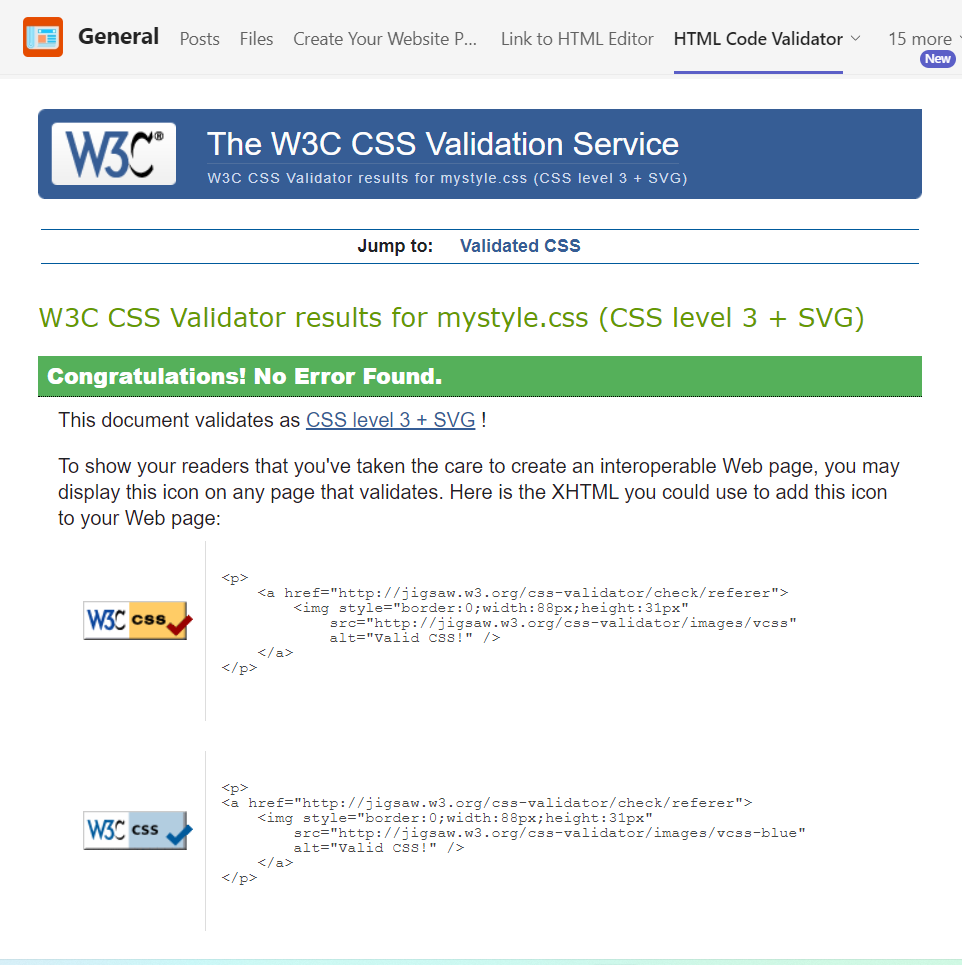 General Posts Files Create Your Website P... Link to HTML Editor HTML Code Validator 15 more
New
W3C®
The W3C CSS Validation Service
W3C CSS Validator results for mystyle.css (CSS level 3 + SVG)
Jump to: Validated CSS
W3C CSS Validator results for mystyle.css (CSS level 3 + SVG)
Congratulations! No Error Found.
This document validates as CSS level 3 + SVG !
To show your readers that you've taken the care to create an interoperable Web page, you may
display this icon on any page that validates. Here is the XHTML you could use to add this icon
to your Web page:
W3C css
<p>
<a href="http://jigsaw.w3.org/css-validator/check/referer">
<img style="border:0;width:88px;height:31px"
src="http://jigsaw.w3.org/css-validator/images/vcss"
alt="Valid CSS!" />
</a>
</p>
W3C css
<p>
<a href="http://jigsaw.w3.org/css-validator/check/referer">
<img style="border:0;width:88px;height:31px"
src="http://jigsaw.w3.org/css-validator/images/vcss-blue"
alt="Valid CSS!" />
</a>
</p>